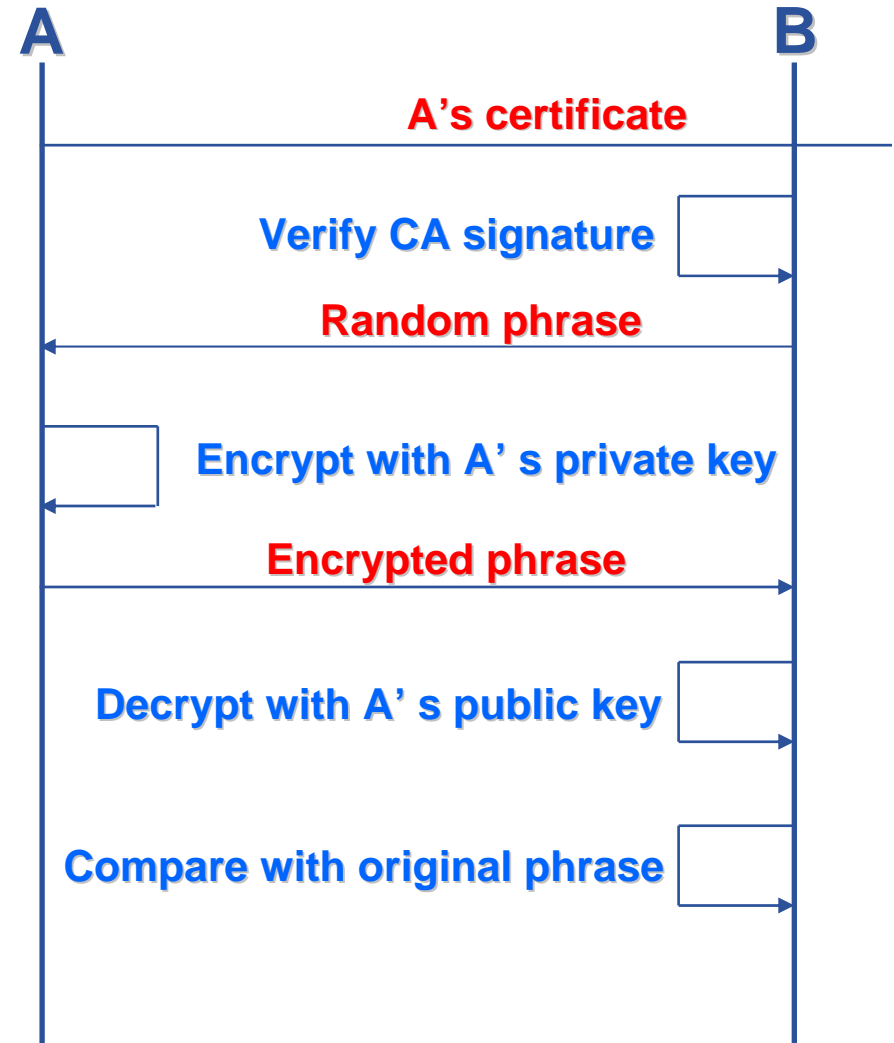 A B
A’s certificate
Verify CA signature
Random phrase
Encrypt with A’ s private key
Encrypted phrase
Decrypt with A’ s public key
Compare with original phrase